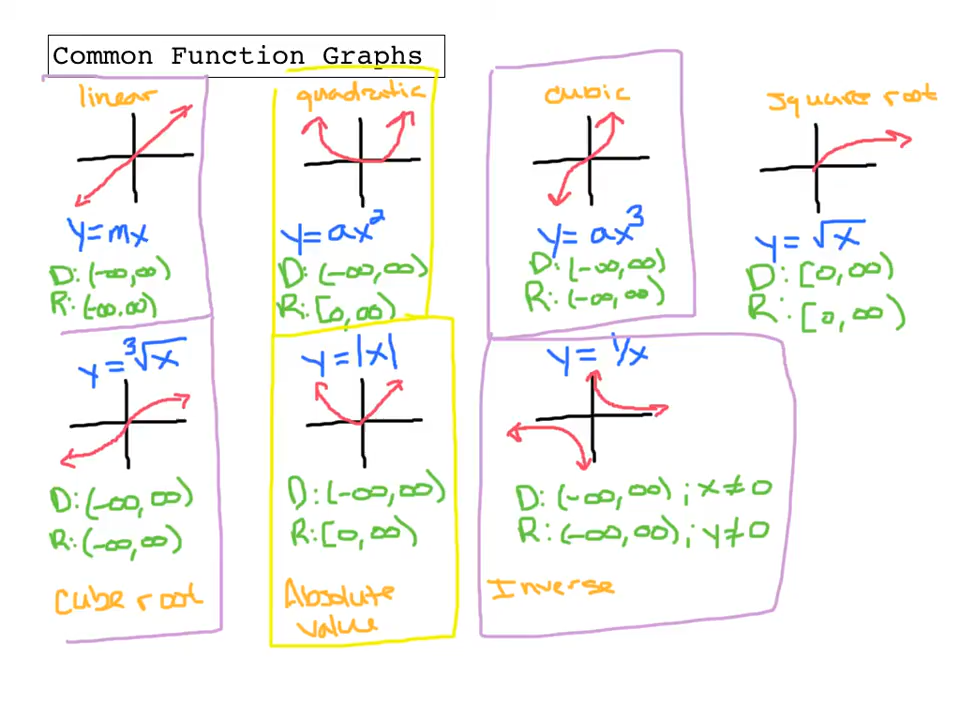 Common Function Graphs
linear
y=mx
D: (-∞,∞)
R: (-∞.∞)
quadratic
y=ax²
D: (-∞,∞)
R: [0,∞)
cubic
y=ax³
D: (-∞,∞)
R: (-∞,∞)
square root
y=√x
D: [0,∞)
R: [0,∞)
y=³√x
D: (-∞,∞)
R: (-∞,∞)
Cube root
y=|x|
D: (-∞,∞)
R: [0,∞)
Absolute
value
y=1/x
D: (-∞,∞); x≠0
R: (-∞,∞); y≠0
Inverse